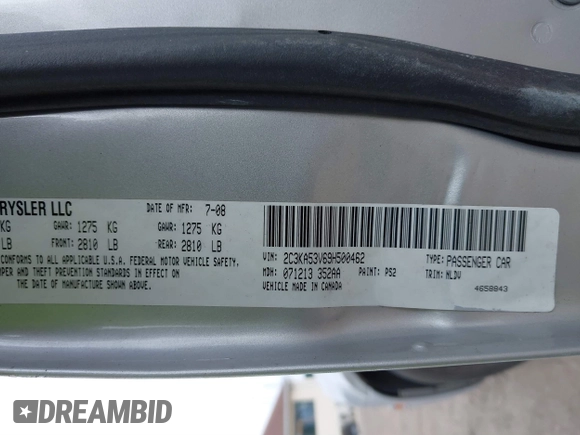 RYSLER LLC
DATE OF MFR: 7-08
KG GAWR: 1275 KG GAWR: 1275 KG
LB FRONT: 2810 LB REAR: 2810 LB
CONFORMS TO ALL APPLICABLE U.S.A. FEDERAL MOTOR VEHICLE SAFETY,
AND THEFT PREVENTION STANDARDS IN EFFECT ON
THE DATE OF MANUFACTURE SHOWN ABOVE.
VIN: 2C3KA53V69H500462 TYPE: PASSENGER CAR
MDH: 071213 352AA PAINT: PS2 TRIM: NLDV
VEHICLE MADE IN CANADA
4658843
DREAMBID